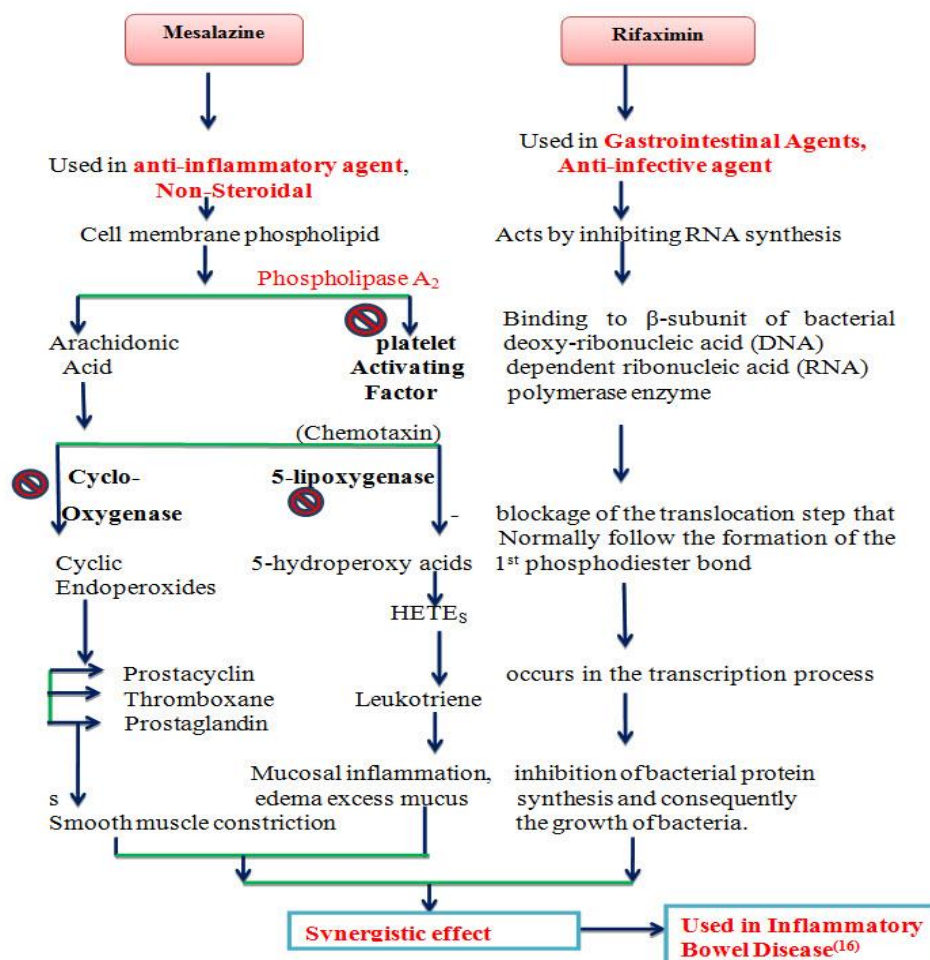 Mesalazine
Used in anti-inflammatory agent,
Non-Steroidal
Cell membrane phospholipid
Phospholipase A₂
Arachidonic
Acid
platelet
Activating
Factor
(Chemotaxin)
Cyclo-
Oxygenase
5-lipoxygenase
-
Cyclic
Endoperoxides
5-hydroperoxy acids
HETES
Prostacyclin
Thromboxane
Prostaglandin
Leukotriene
s
Smooth muscle constriction
Mucosal inflammation,
edema excess mucus
Rifaximin
Used in Gastrointestinal Agents,
Anti-infective agent
Acts by inhibiting RNA synthesis
Binding to β-subunit of bacterial
deoxy-ribonucleic acid (DNA)
dependent ribonucleic acid (RNA)
polymerase enzyme
blockage of the translocation step that
Normally follow the formation of the
1st phosphodiester bond
occurs in the transcription process
inhibition of bacterial protein
synthesis and consequently
the growth of bacteria.
Synergistic effect
Used in Inflammatory
Bowel Disease(16)